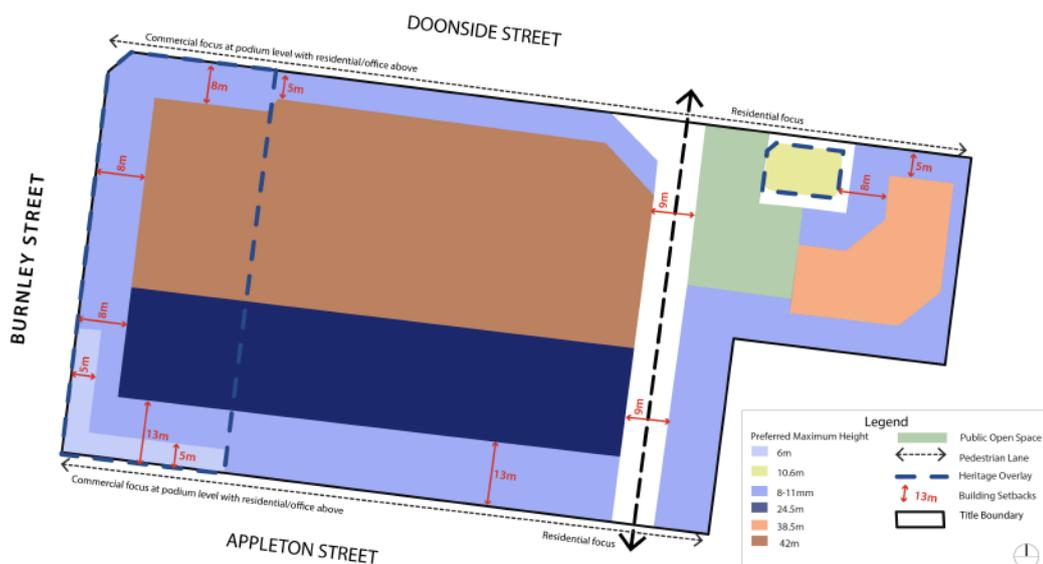 DOONSIDE STREET
Commercial focus at podium level with residential/office above
Residential focus
8m
5m
5m
8m
8m
9m
BURNLEY STREET
8m
5m
9m
13m
5m
13m
Commercial focus at podium level with residential/office above
Residential focus
APPLETON STREET
Legend
Preferred Maximum Height
6m
10.6m
8-11mm
24.5m
38.5m
42m
Public Open Space
Pedestrian Lane
Heritage Overlay
13m
Building Setbacks
Title Boundary